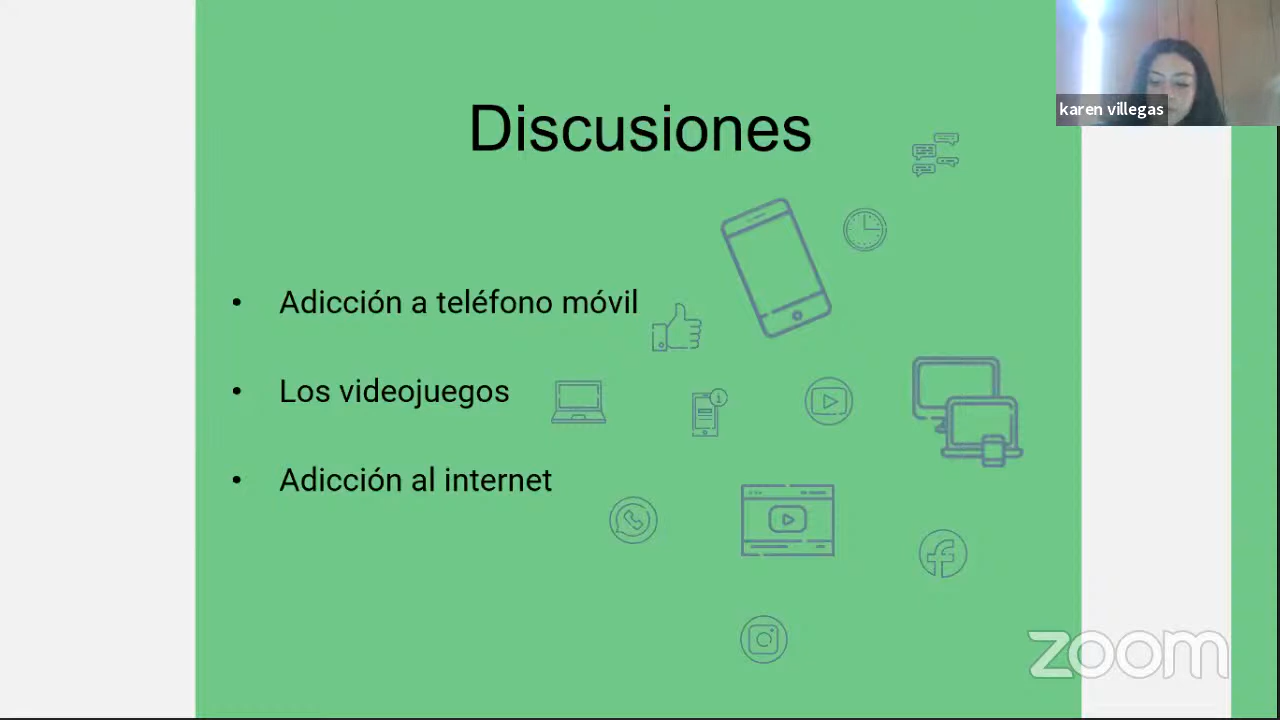 karen villegas
Discusiones
• Adicción a teléfono móvil
• Los videojuegos
• Adicción al internet
zoom